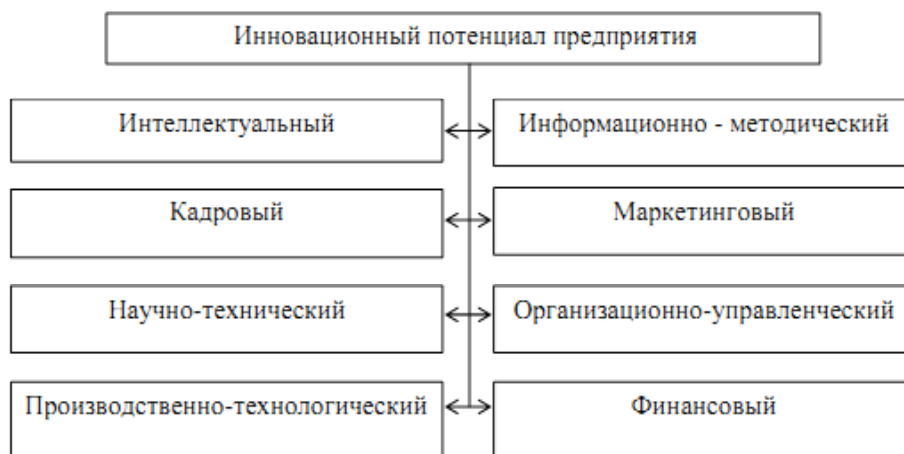 Инновационный потенциал предприятия
Интеллектуальный
Информационно - методический
Кадровый
Маркетинговый
Научно-технический
Организационно-управленческий
Производственно-технологический
Финансовый